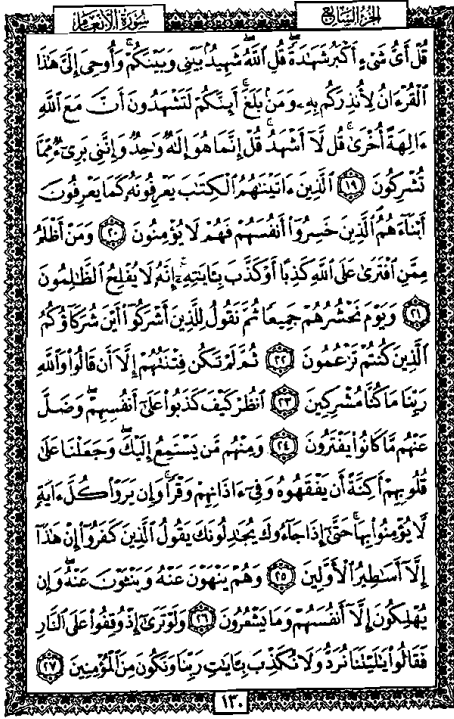 الجزء السابع
سورة الأنعام
قُلْ أَىُّ شَىْءٍ أَكْبَرُ شَهَٰدَةً ۖ قُلِ ٱللَّهُ ۖ شَهِيدٌۢ بَيْنِى وَبَيْنَكُمْ ۚ وَأُوحِىَ إِلَىَّ هَٰذَا
ٱلْقُرْءَانُ لِأُنذِرَكُم بِهِۦ وَمَنۢ بَلَغَ ۚ أَئِنَّكُمْ لَتَشْهَدُونَ أَنَّ مَعَ ٱللَّهِ
ءَالِهَةً أُخْرَىٰ ۚ قُل لَّآ أَشْهَدُ ۚ قُلْ إِنَّمَا هُوَ إِلَٰهٌ وَٰحِدٌ وَإِنَّنِى بَرِىٓءٌ مِّمَّا
تُشْرِكُونَ ١٩ ٱلَّذِينَ ءَاتَيْنَٰهُمُ ٱلْكِتَٰبَ يَعْرِفُونَهُۥ كَمَا يَعْرِفُونَ
أَبْنَآءَهُمُ ٱلَّذِينَ خَسِرُوٓا۟ أَنفُسَهُمْ فَهُمْ لَا يُؤْمِنُونَ ٢٠ وَمَنْ أَظْلَمُ
مِمَّنِ ٱفْتَرَىٰ عَلَى ٱللَّهِ كَذِبًا أَوْ كَذَّبَ بِـَٔايَٰتِهِۦٓ ۗ إِنَّهُۥ لَا يُفْلِحُ ٱلظَّٰلِمُونَ
٢١ وَيَوْمَ نَحْشُرُهُمْ جَمِيعًا ثُمَّ نَقُولُ لِلَّذِينَ أَشْرَكُوٓا۟ أَيْنَ شُرَكَآؤُكُمُ
ٱلَّذِينَ كُنتُمْ تَزْعُمُونَ ٢٢ ثُمَّ لَمْ تَكُن فِتْنَتُهُمْ إِلَّآ أَن قَالُوا۟ وَٱللَّهِ
رَبِّنَا مَا كُنَّا مُشْرِكِينَ ٢٣ ٱنظُرْ كَيْفَ كَذَبُوا۟ عَلَىٰٓ أَنفُسِهِمْ ۚ وَضَلَّ
عَنْهُم مَّا كَانُوا۟ يَفْتَرُونَ ٢٤ وَمِنْهُم مَّن يَسْتَمِعُ إِلَيْكَ ۖ وَجَعَلْنَا عَلَىٰ
قُلُوبِهِمْ أَكِنَّةً أَن يَفْقَهُوهُ وَفِىٓ ءَاذَانِهِمْ وَقْرًا ۚ وَإِن يَرَوْا۟ كُلَّ ءَايَةٍ
لَّا يُؤْمِنُوا۟ بِهَا ۚ حَتَّىٰٓ إِذَا جَآءُوكَ يُجَٰدِلُونَكَ يَقُولُ ٱلَّذِينَ كَفَرُوٓا۟ إِنْ هَٰذَآ
إِلَّآ أَسَٰطِيرُ ٱلْأَوَّلِينَ ٢٥ وَهُمْ يَنْهَوْنَ عَنْهُ وَيَنْـَٔوْنَ عَنْهُ ۖ وَإِن
يُهْلِكُونَ إِلَّآ أَنفُسَهُمْ وَمَا يَشْعُرُونَ ٢٦ وَلَوْ تَرَىٰٓ إِذْ وُقِفُوا۟ عَلَى ٱلنَّارِ
فَقَالُوا۟ يَٰلَيْتَنَا نُرَدُّ وَلَا نُكَذِّبَ بِـَٔايَٰتِ رَبِّنَا وَنَكُونَ مِنَ ٱلْمُؤْمِنِينَ ٢٧
١٣٠